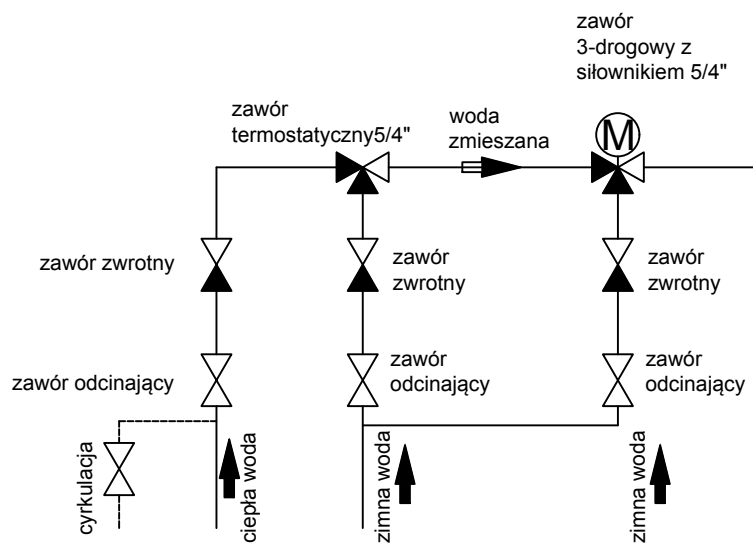 zawór
3-drogowy z
siłownikiem 5/4"
zawór
termostatyczny5/4"
woda
zmieszana
M
zawór zwrotny
zawór
zwrotny
zawór
zwrotny
zawór odcinający
zawór
odcinający
zawór
odcinający
cyrkulacja
ciepła woda
zimna woda
zimna woda